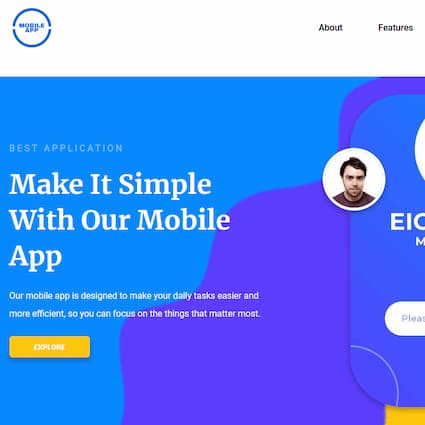 MOBILE
APP
About
Features
BEST APPLICATION
Make It Simple
With Our Mobile
App
Our mobile app is designed to make your daily tasks easier and
more efficient, so you can focus on the things that matter most.
EXPLORE